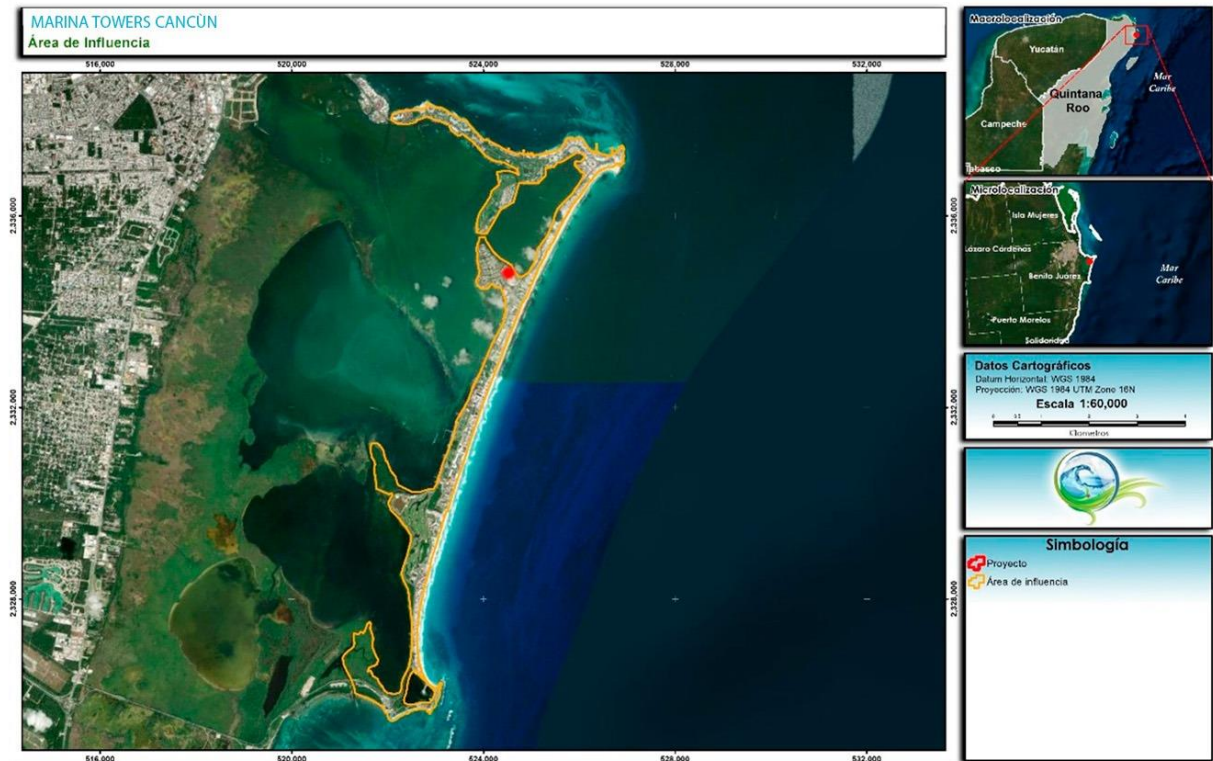 MARINA TOWERS CANCÙN
Área de Influencia
516,000 520,000 524,000 528,000 532,000
2,336,000
2,332,000
2,328,000
2,336,000
2,332,000
2,328,000
516,000 520,000 524,000 528,000 532,000
Macrolocalización
Yucatán
Mar
Caribe
Quintana
Roo
Campeche
Tabasco
Microlocalización
Isla Mujeres
Lázaro Cárdenas
Benito Juárez
Mar
Caribe
Puerto Morelos
Solidaridad
Datos Cartográficos
Datum Horizontal: WGS 1984
Proyección: WGS 1984 UTM Zone 16N
Escala 1:60,000
Kilometros
Simbología
Proyecto
Área de influencia